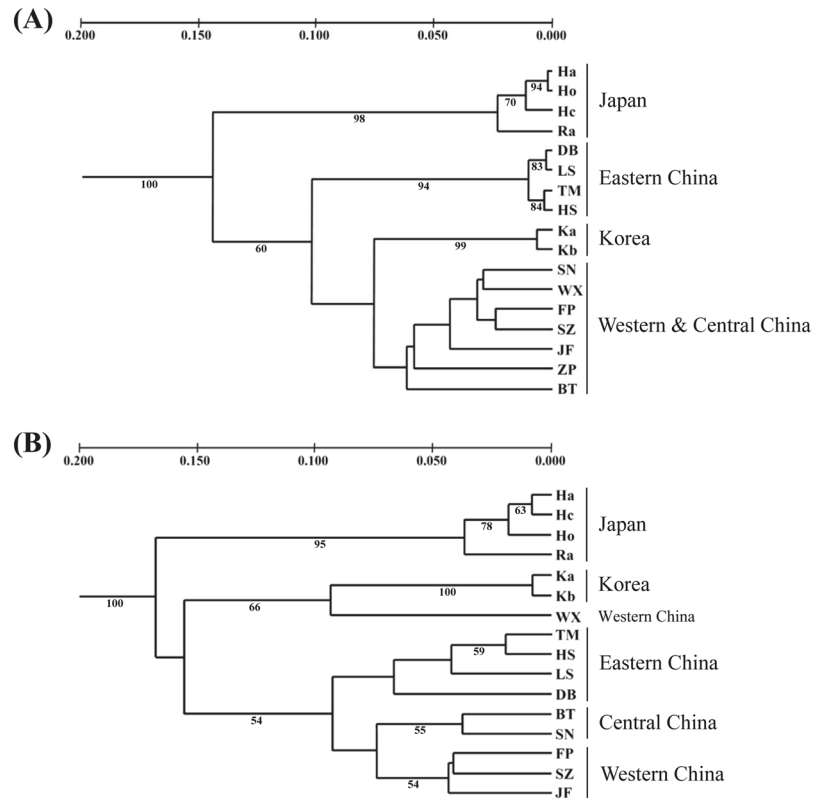 (A)
0.200 0.150 0.100 0.050 0.000
Ha
94 Ho
70 Hc Japan
98 Ra
DB
83 LS
100 94 TM Eastern China
84 HS
Ka
60 99 Kb Korea
SN
WX
FP
SZ Western & Central China
JF
ZP
BT
(B)
0.200 0.150 0.100 0.050 0.000
Ha
63 Hc
78 Ho Japan
95 Ra
Ka
100 66 100 Kb Korea
WX Western China
TM
59 HS
LS Eastern China
DB
BT
54 55 SN Central China
FP
SZ Western China
54 JF